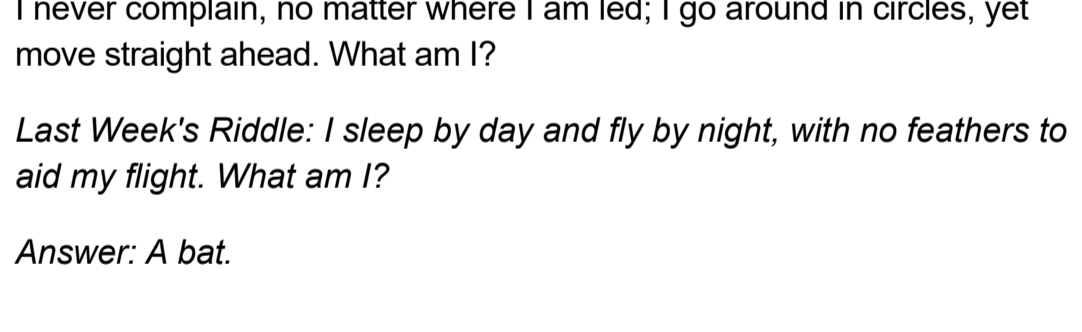 I never complain, no matter where I am led; I go around in circles, yet
move straight ahead. What am I?
Last Week's Riddle: I sleep by day and fly by night, with no feathers to
aid my flight. What am I?
Answer: A bat.